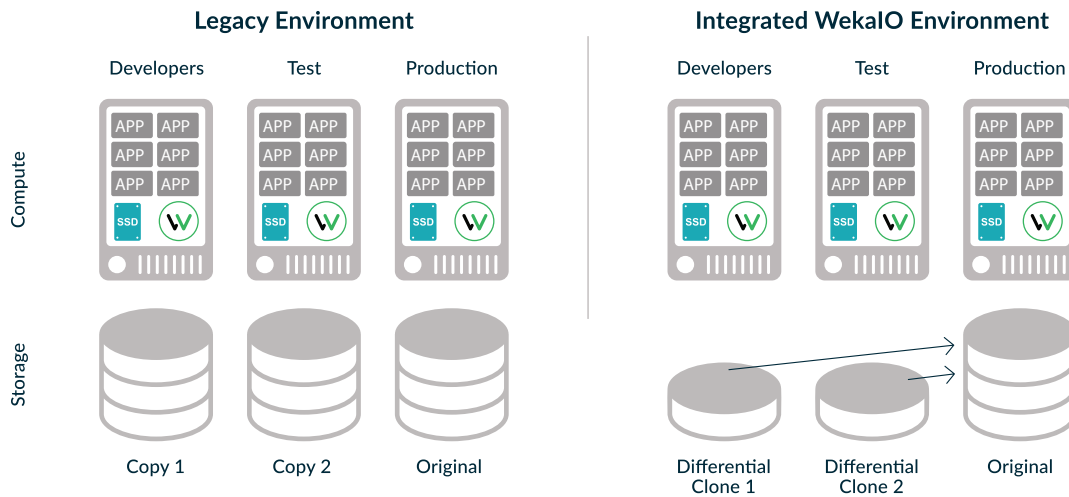 Legacy Environment
Integrated WekaIO Environment
Developers Test Production
Developers Test Production
Compute
APP APP APP APP APP APP
APP APP APP APP APP APP
APP APP APP APP APP APP
SSD SSD SSD
APP APP APP APP APP APP
APP APP APP APP APP APP
APP APP APP APP APP APP
SSD SSD SSD
Storage
Copy 1 Copy 2 Original
Differential Differential Original
Clone 1 Clone 2